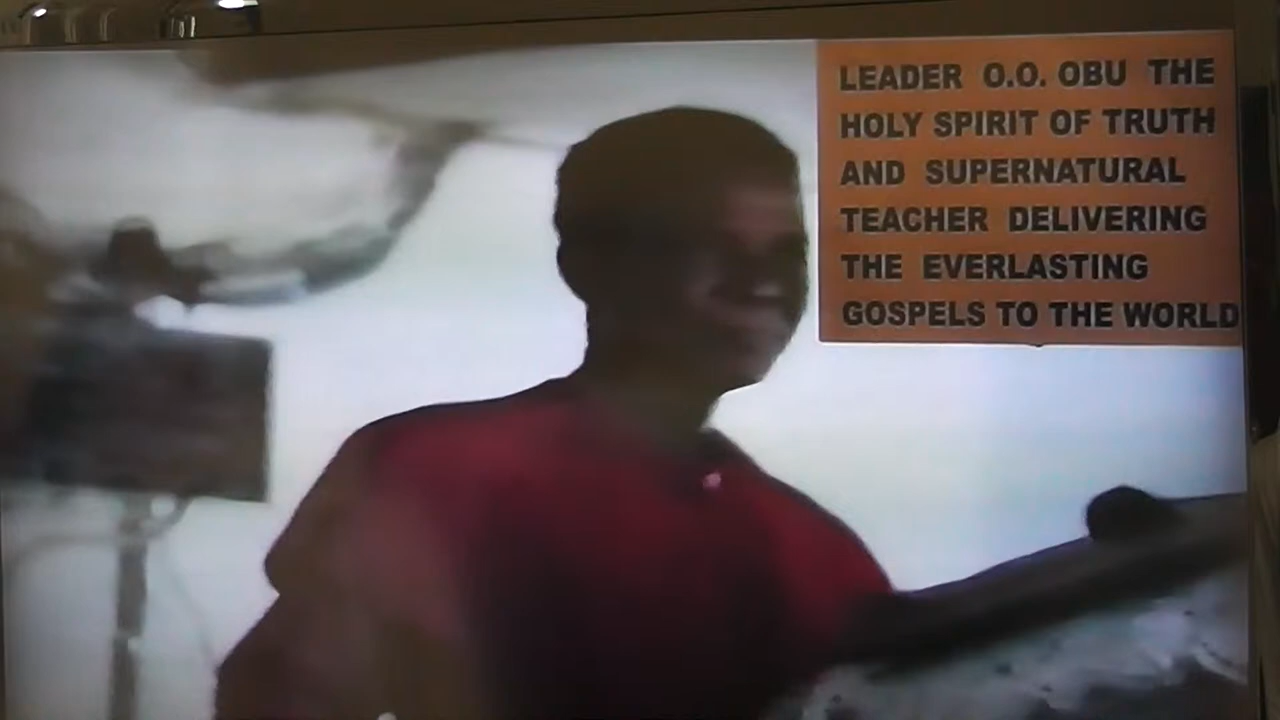 LEADER O.O. OBU THE
HOLY SPIRIT OF TRUTH
AND SUPERNATURAL
TEACHER DELIVERING
THE EVERLASTING
GOSPELS TO THE WORLD